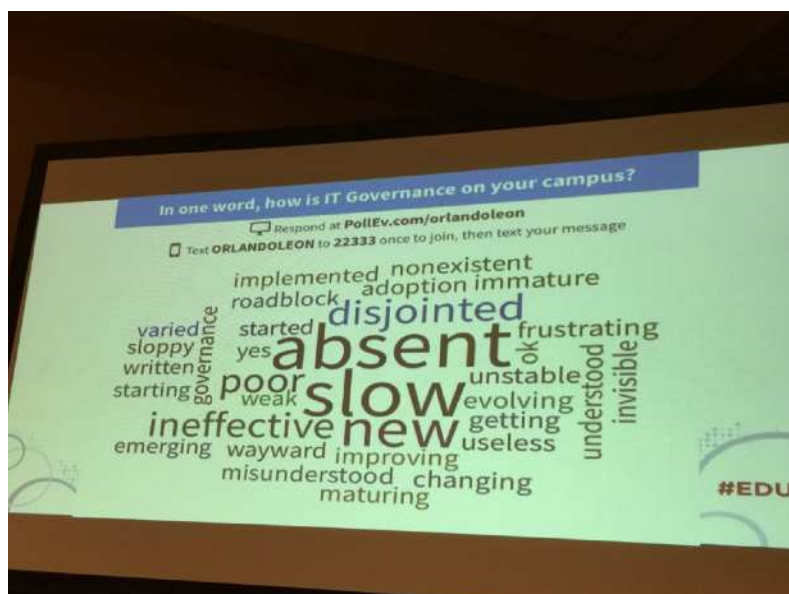 In one word, how is IT Governance on your campus?
Respond at PollEv.com/orlandoleon
Text ORLANDOLEON to 22333 once to join, then text your message
implemented nonexistent
roadblock adoption immature
disjointed
varied started absent ok frustrating
sloppy governance yes
written
starting poor slow unstable understood invisible
weak evolving
ineffective new getting
emerging wayward improving useless
misunderstood changing
maturing
#EDU